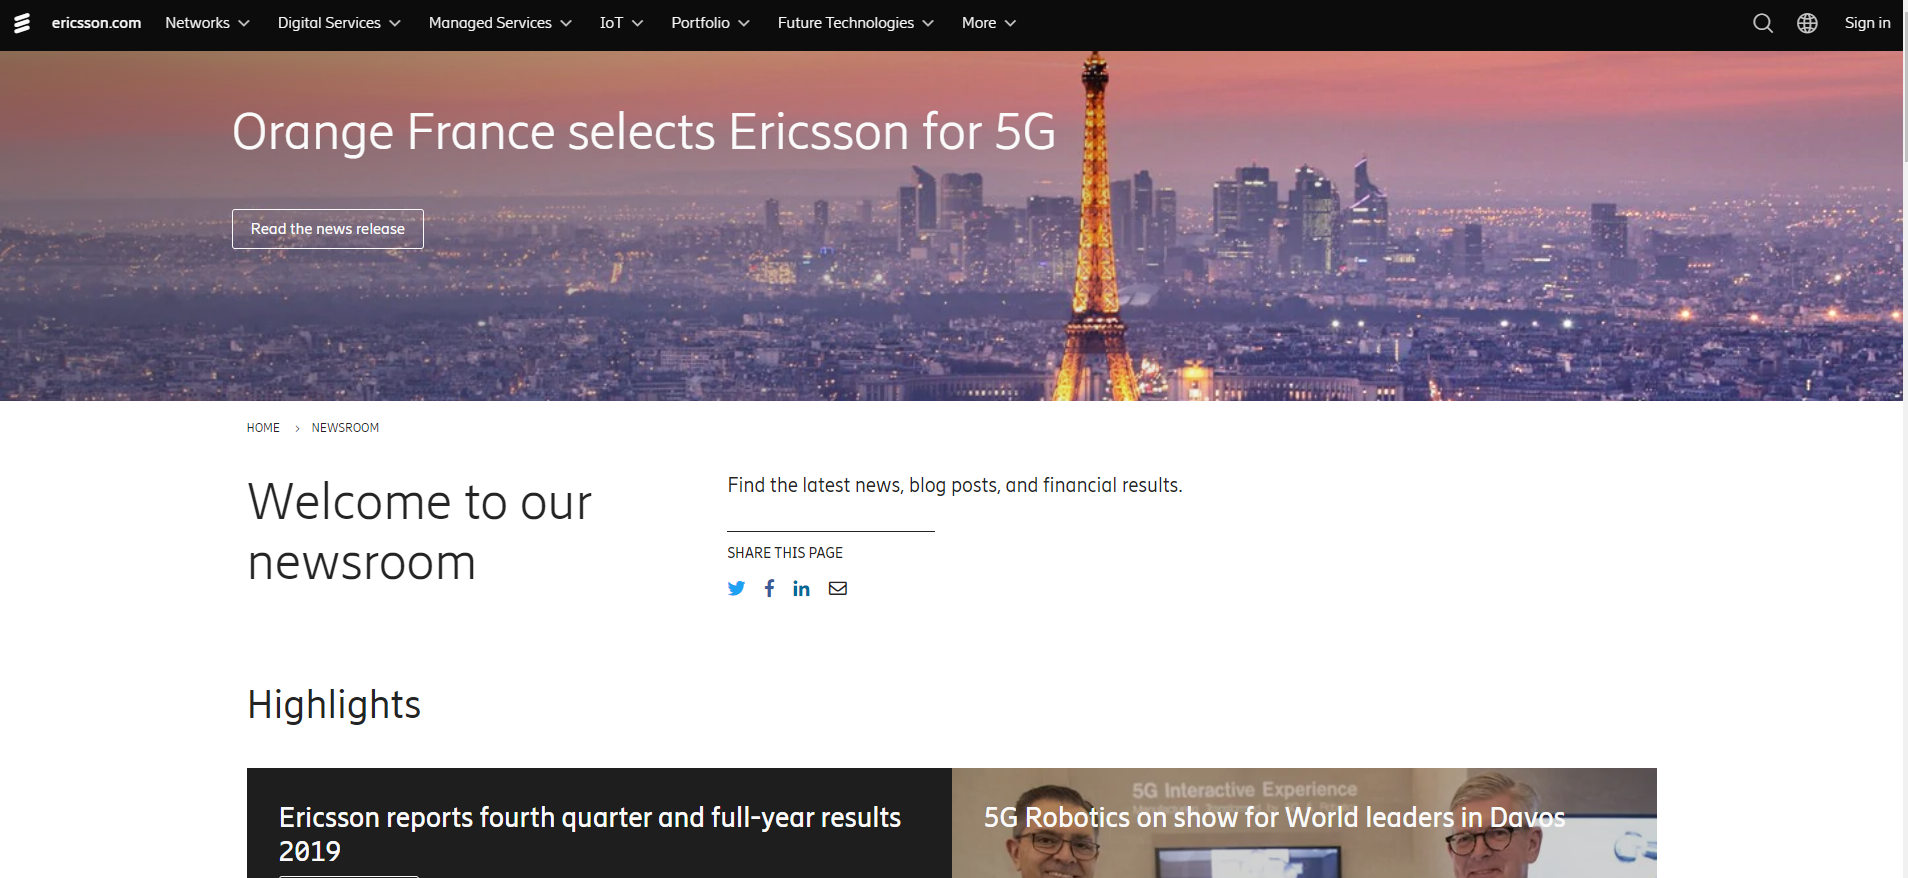 ericsson.com Networks Digital Services Managed Services IoT Portfolio Future Technologies More Sign in
Orange France selects Ericsson for 5G
Read the news release
HOME > NEWSROOM
Welcome to our
newsroom
Find the latest news, blog posts, and financial results.
SHARE THIS PAGE
Highlights
Ericsson reports fourth quarter and full-year results
2019
5G Interactive Experience
5G Robotics on show for World leaders in Davos